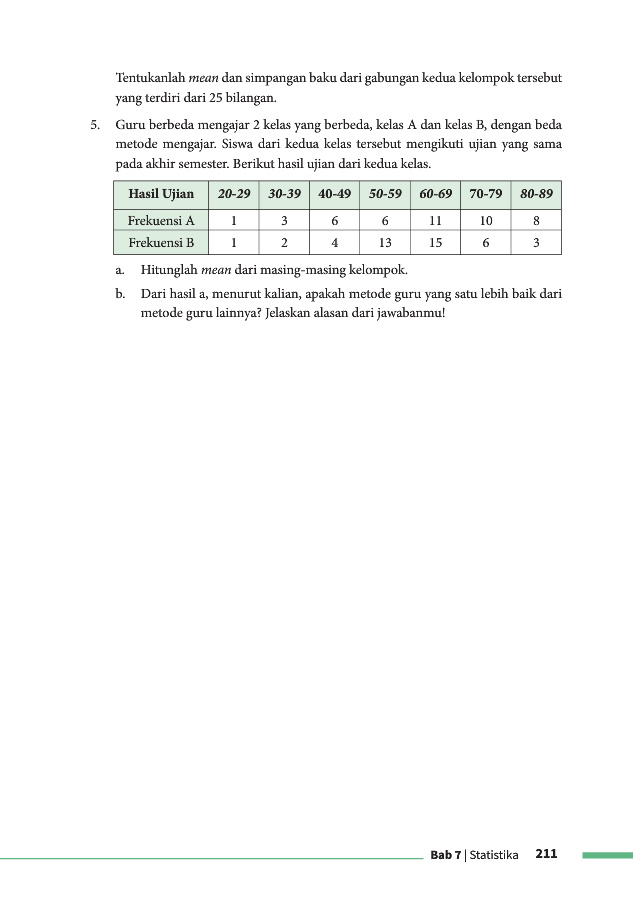 Tentukanlah mean dan simpangan baku dari gabungan kedua kelompok tersebut
yang terdiri dari 25 bilangan.
5. Guru berbeda mengajar 2 kelas yang berbeda, kelas A dan kelas B, dengan beda
metode mengajar. Siswa dari kedua kelas tersebut mengikuti ujian yang sama
pada akhir semester. Berikut hasil ujian dari kedua kelas.
Hasil Ujian 20-29 30-39 40-49 50-59 60-69 70-79 80-89
Frekuensi A 1 3 6 6 11 10 8
Frekuensi B 1 2 4 13 15 6 3
a. Hitunglah mean dari masing-masing kelompok.
b. Dari hasil a, menurut kalian, apakah metode guru yang satu lebih baik dari
metode guru lainnya? Jelaskan alasan dari jawabanmu!
Bab 7 | Statistika 211